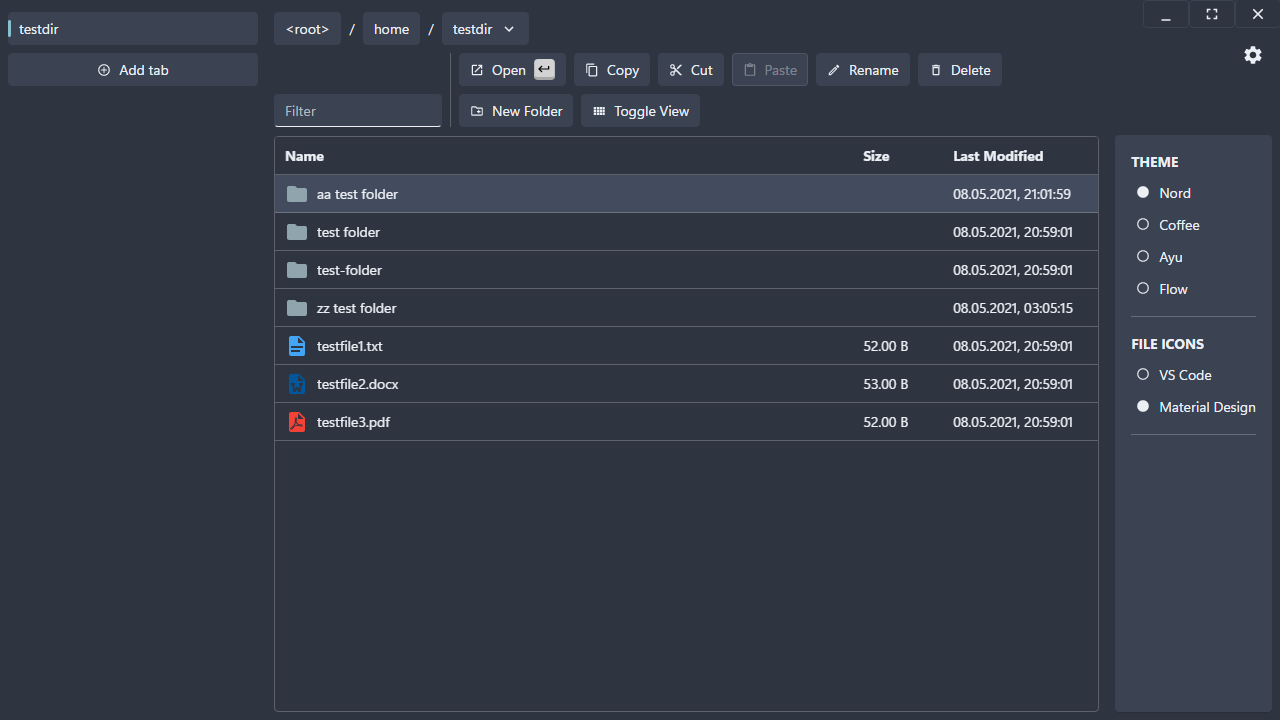 testdir
Add tab
<root> / home / testdir
Open Copy Cut Paste Rename Delete
Filter
New Folder Toggle View
Name Size Last Modified
aa test folder 08.05.2021, 21:01:59
test folder 08.05.2021, 20:59:01
test-folder 08.05.2021, 20:59:01
zz test folder 08.05.2021, 03:05:15
testfile1.txt 52.00 B 08.05.2021, 20:59:01
testfile2.docx 53.00 B 08.05.2021, 20:59:01
testfile3.pdf 52.00 B 08.05.2021, 20:59:01
THEME
Nord
Coffee
Ayu
Flow
FILE ICONS
VS Code
Material Design